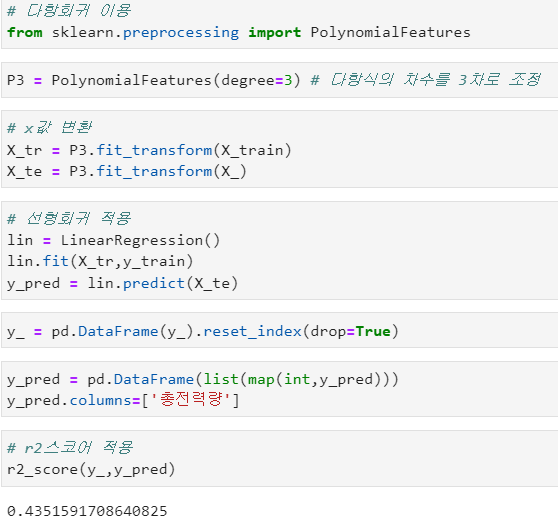 # 다항회귀 이용
from sklearn.preprocessing import PolynomialFeatures
P3 = PolynomialFeatures(degree=3) # 다항식의 차수를 3차로 조정
# x값 변환
X_tr = P3.fit_transform(X_train)
X_te = P3.fit_transform(X_)
# 선형회귀 적용
lin = LinearRegression()
lin.fit(X_tr,y_train)
y_pred = lin.predict(X_te)
y_ = pd.DataFrame(y_).reset_index(drop=True)
y_pred = pd.DataFrame(list(map(int,y_pred)))
y_pred.columns=['총전력량']
# r2스코어 적용
r2_score(y_,y_pred)
0.4351591708640825